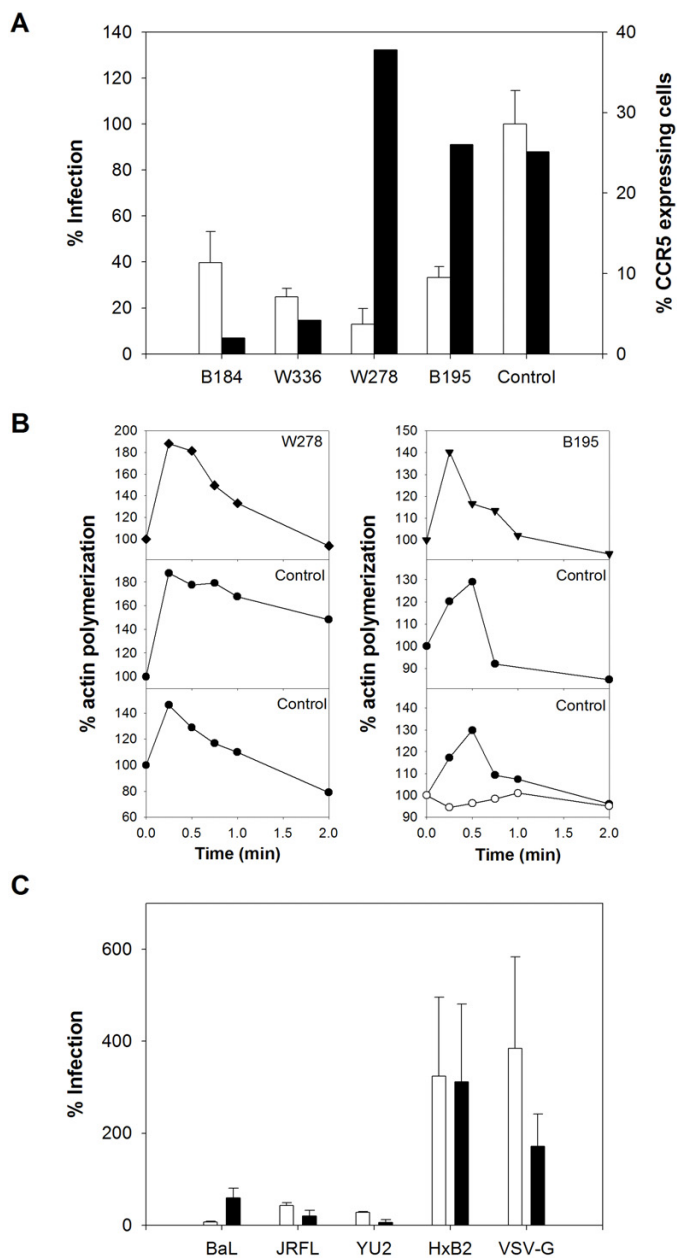 A
140
120
100
80
60
40
20
0
% Infection
40
30
20
10
0
% CCR5 expressing cells
B184 W336 W278 B195 Control
B
200
180
160
140
120
100
W278
180
160
140
120
100
Control
140
120
100
80
60
Control
% actin polymerization
0.0 0.5 1.0 1.5 2.0
Time (min)
150
140
130
120
110
100
B195
130
120
110
100
90
Control
140
130
120
110
100
90
Control
% actin polymerization
0.0 0.5 1.0 1.5 2.0
Time (min)
C
600
400
200
0
% Infection
BaL JRFL YU2 HxB2 VSV-G